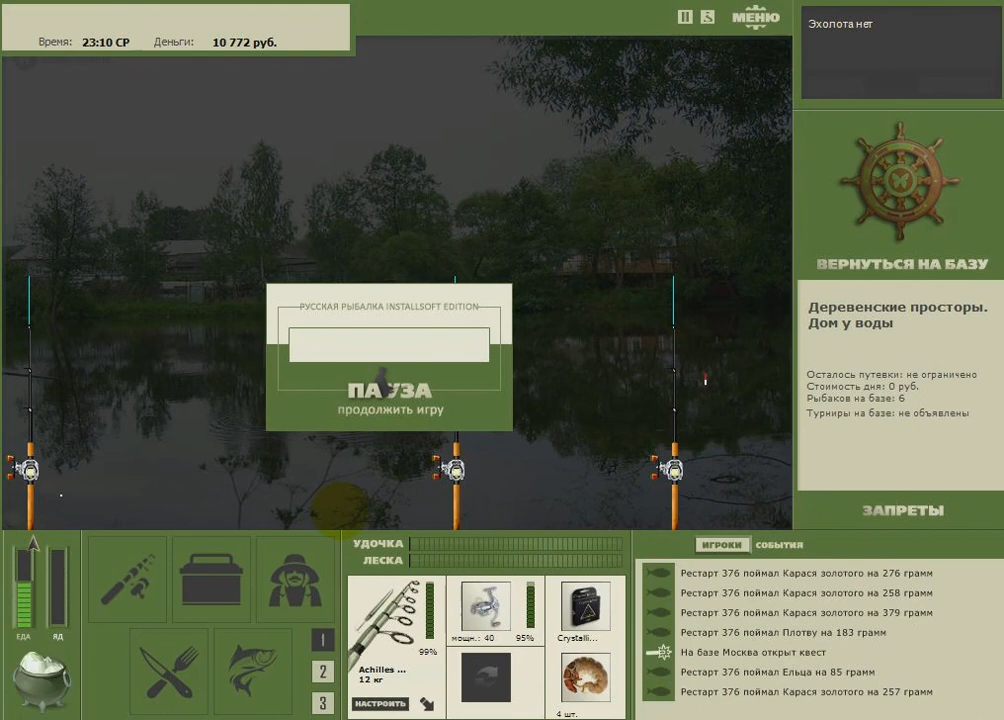 Время: 23:10 СР Деньги: 10 772 руб.
МЕНЮ
Эхолота нет
ВЕРНУТЬСЯ НА БАЗУ
РУССКАЯ РЫБАЛКА INSTALLSOFT EDITION
ПАУЗА
продолжить игру
Деревенские просторы.
Дом у воды
Осталось путевки: не ограничено
Стоимость дня: 0 руб.
Рыбаков на базе: 6
Турниры на базе: не объявлены
ЗАПРЕТЫ
УДОЧКА
ЛЕСКА
ИГРОКИ СОБЫТИЯ
Рестарт 376 поймал Карася золотого на 276 грамм
Рестарт 376 поймал Карася золотого на 258 грамм
Рестарт 376 поймал Карася золотого на 379 грамм
Рестарт 376 поймал Плотву на 183 грамм
На базе Москва открыт квест
Рестарт 376 поймал Ельца на 85 грамм
Рестарт 376 поймал Карася золотого на 257 грамм
ЕДА ЯД
1
2
3
99%
Achilles ...
12 кг
НАСТРОИТЬ
мощн.: 40 95%
Crystalli...
4 шт.